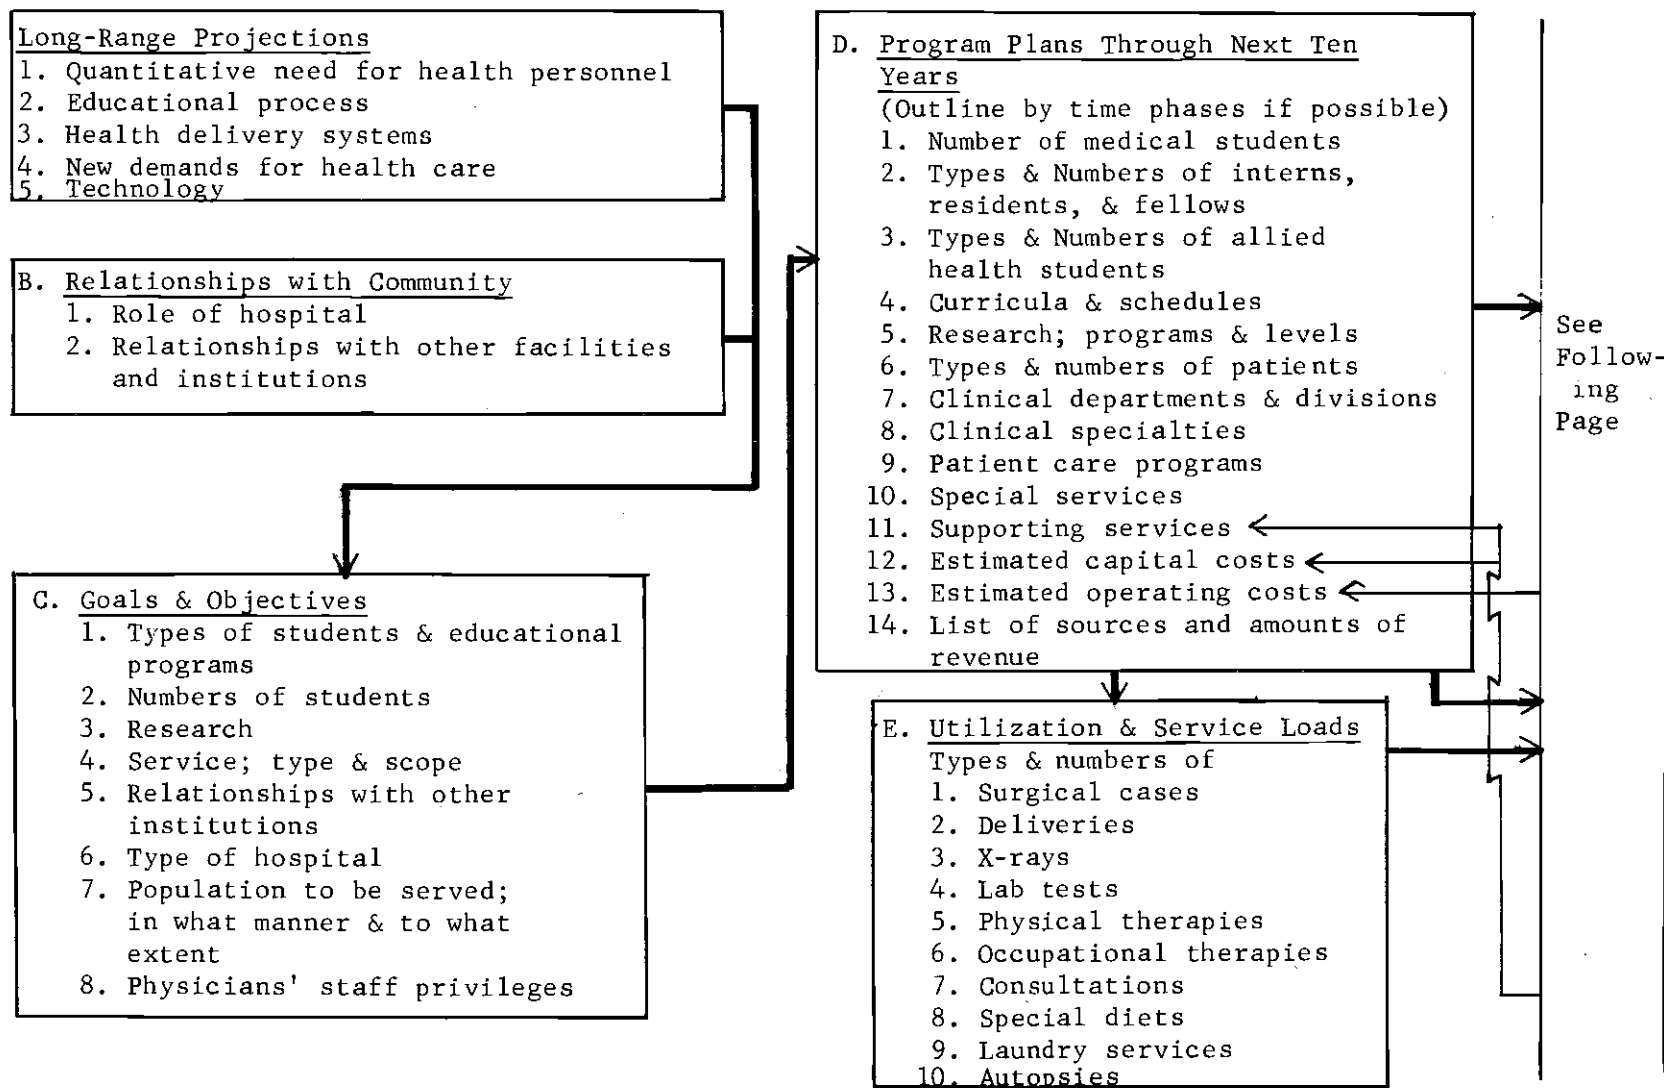 Long-Range Projections
1. Quantitative need for health personnel
2. Educational process
3. Health delivery systems
4. New demands for health care
5. Technology
B. Relationships with Community
1. Role of hospital
2. Relationships with other facilities
and institutions
C. Goals & Objectives
1. Types of students & educational
programs
2. Numbers of students
3. Research
4. Service; type & scope
5. Relationships with other
institutions
6. Type of hospital
7. Population to be served;
in what manner & to what
extent
8. Physicians' staff privileges
D. Program Plans Through Next Ten
Years
(Outline by time phases if possible)
1. Number of medical students
2. Types & Numbers of interns,
residents, & fellows
3. Types & Numbers of allied
health students
4. Curricula & schedules
5. Research; programs & levels
6. Types & numbers of patients
7. Clinical departments & divisions
8. Clinical specialties
9. Patient care programs
10. Special services
11. Supporting services
12. Estimated capital costs
13. Estimated operating costs
14. List of sources and amounts of
revenue
E. Utilization & Service Loads
Types & numbers of
1. Surgical cases
2. Deliveries
3. X-rays
4. Lab tests
5. Physical therapies
6. Occupational therapies
7. Consultations
8. Special diets
9. Laundry services
10. Autopsies
See
Follow-
ing
Page